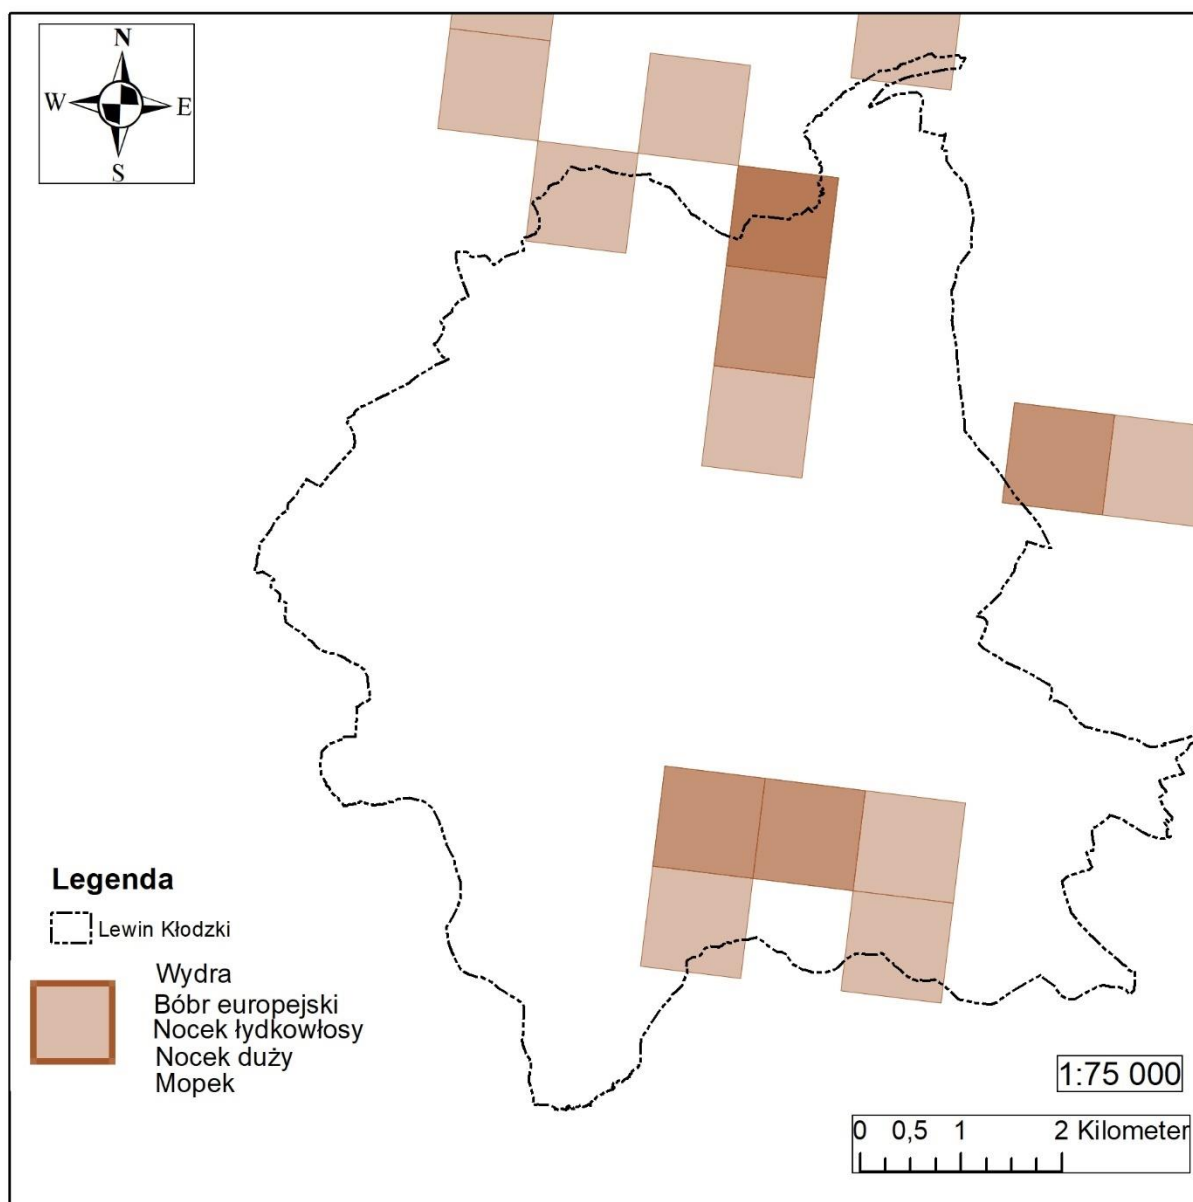 N
W E
S
Legenda
Lewin Kłodzki
Wydra
Bóbr europejski
Nocek łydkowłosy
Nocek duży
Mopek
1:75 000
0 0,5 1 2 Kilometer